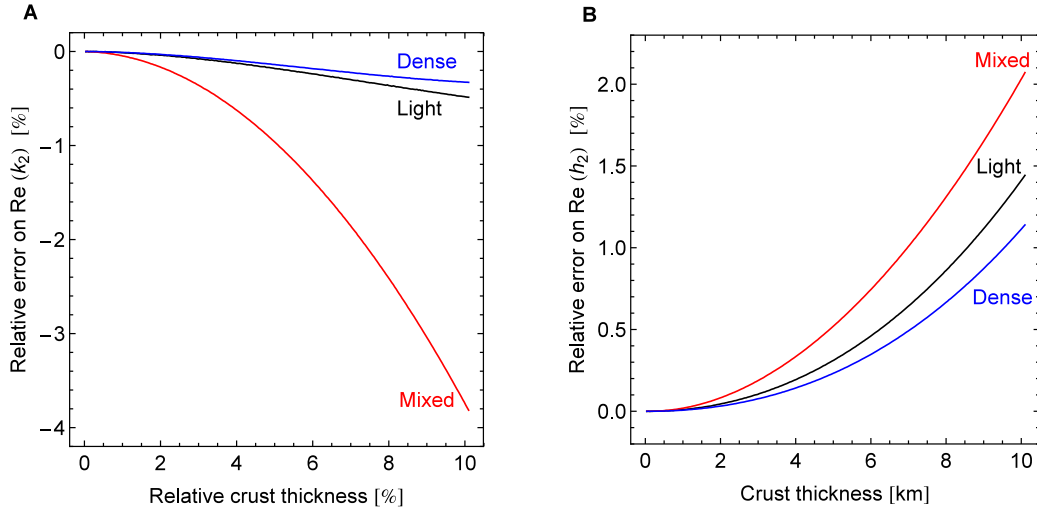 A
Relative error on Re (k₂) [%]
0
−1
−2
−3
−4
Dense
Light
Mixed
0 2 4 6 8 10
Relative crust thickness [%]
B
Relative error on Re (h₂) [%]
2.0
1.5
1.0
0.5
0.0
Mixed
Light
Dense
0 2 4 6 8 10
Crust thickness [km]